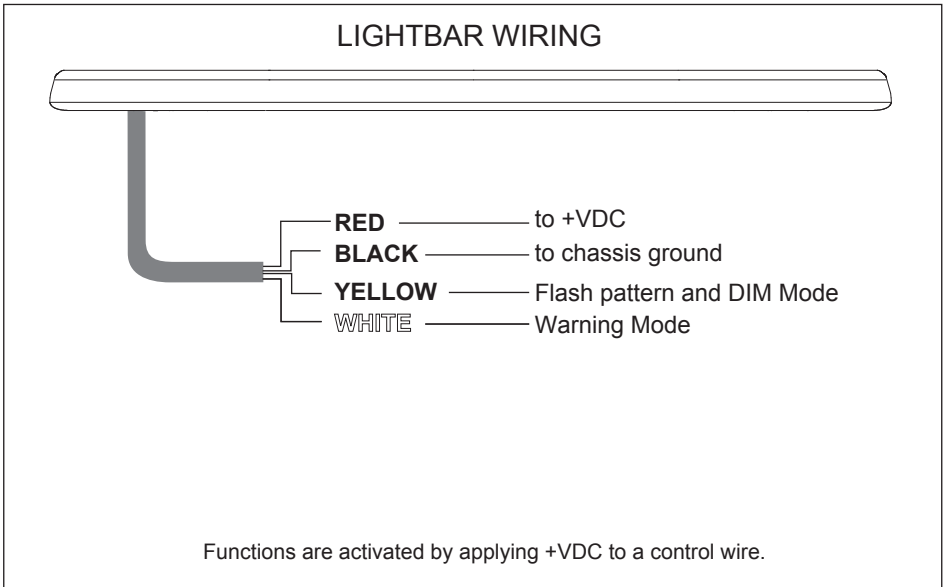 LIGHTBAR WIRING
RED to +VDC
BLACK to chassis ground
YELLOW Flash pattern and DIM Mode
WHITE Warning Mode
Functions are activated by applying +VDC to a control wire.